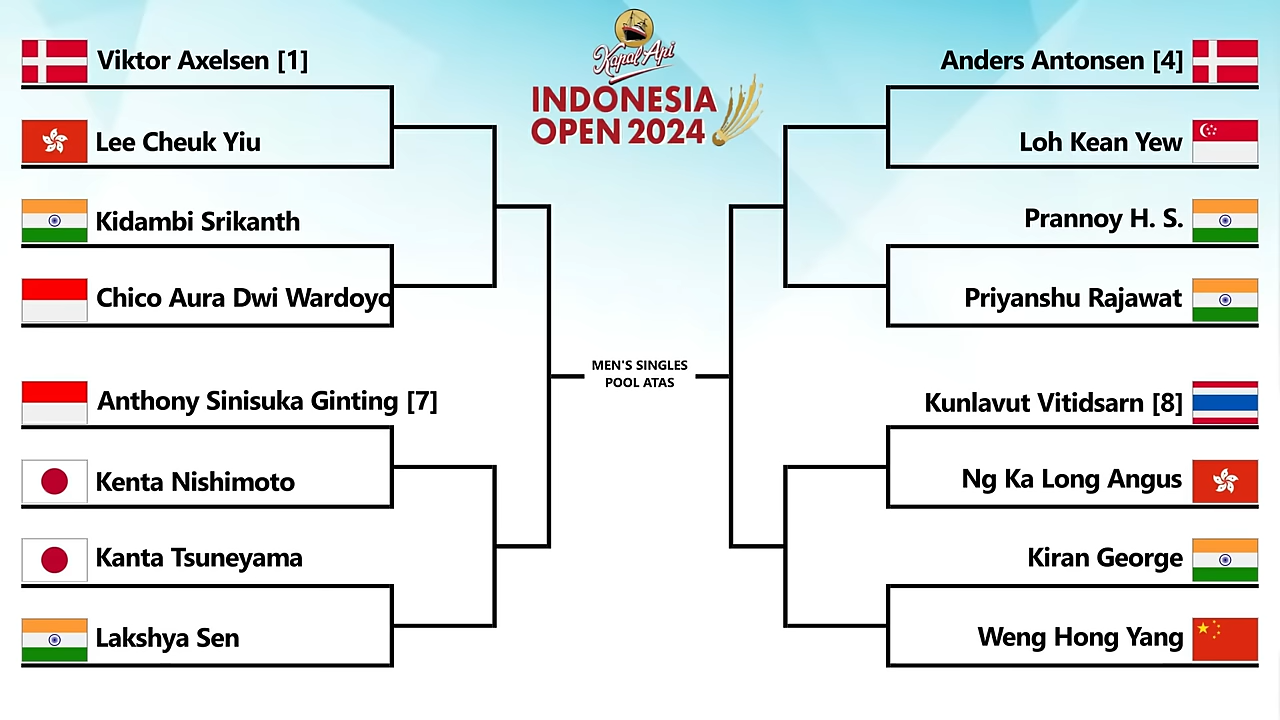 Kapal Api
INDONESIA
OPEN 2024
Viktor Axelsen [1]
Lee Cheuk Yiu
Kidambi Srikanth
Chico Aura Dwi Wardoyo
Anthony Sinisuka Ginting [7]
Kenta Nishimoto
Kanta Tsuneyama
Lakshya Sen
MEN'S SINGLES
POOL ATAS
Anders Antonsen [4]
Loh Kean Yew
Prannoy H. S.
Priyanshu Rajawat
Kunlavut Vitidsarn [8]
Ng Ka Long Angus
Kiran George
Weng Hong Yang